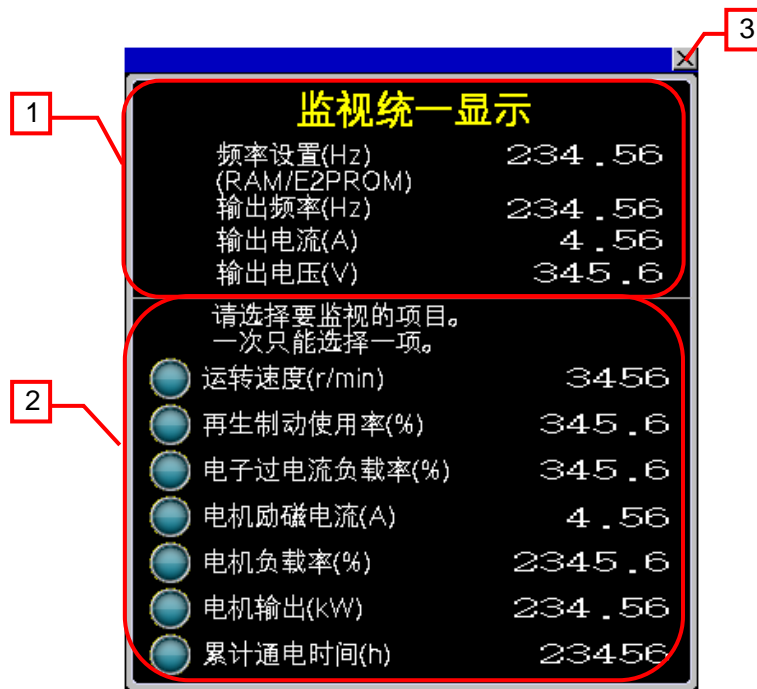 3
1
监视统一显示
频率设置(Hz) 234.56
(RAM/E2PROM)
输出频率(Hz) 234.56
输出电流(A) 4.56
输出电压(V) 345.6
2
请选择要监视的项目。
一次只能选择一项。
运转速度(r/min) 3456
再生制动使用率(%) 345.6
电子过电流负载率(%) 345.6
电机励磁电流(A) 4.56
电机负载率(%) 2345.6
电机输出(kW) 234.56
累计通电时间(h) 23456